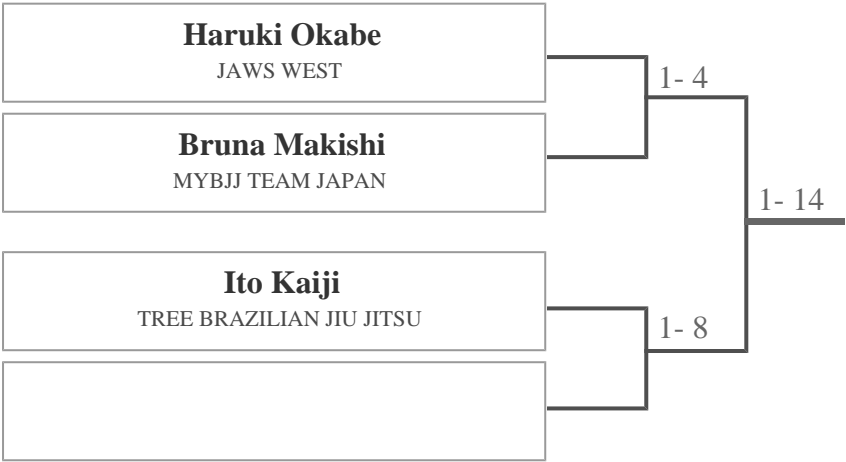 Haruki Okabe
JAWS WEST
1- 4
Bruna Makishi
MYBJJ TEAM JAPAN
1- 14
Ito Kaiji
TREE BRAZILIAN JIU JITSU
1- 8